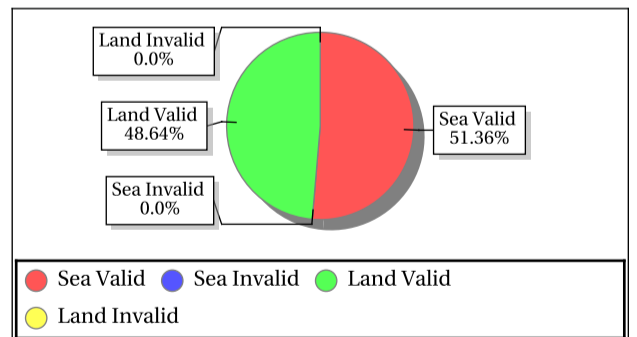 Land Invalid
0.0%
Land Valid
48.64%
Sea Valid
51.36%
Sea Invalid
0.0%
Sea Valid Sea Invalid Land Valid
Land Invalid